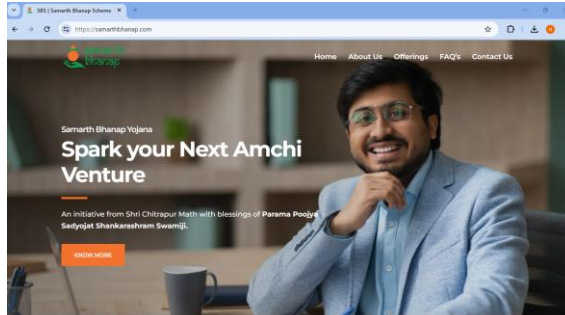 SBS | Samarth Bhanap Scheme
https://samarthbhanap.com
samarth
bhanap
Home About Us Offerings FAQ's Contact Us
Samarth Bhanap Yojana
Spark your Next Amchi
Venture
An initiative from Shri Chitrapur Math with blessings of Parama Poojya
Sadyojat Shankarashram Swamiji.
KNOW MORE